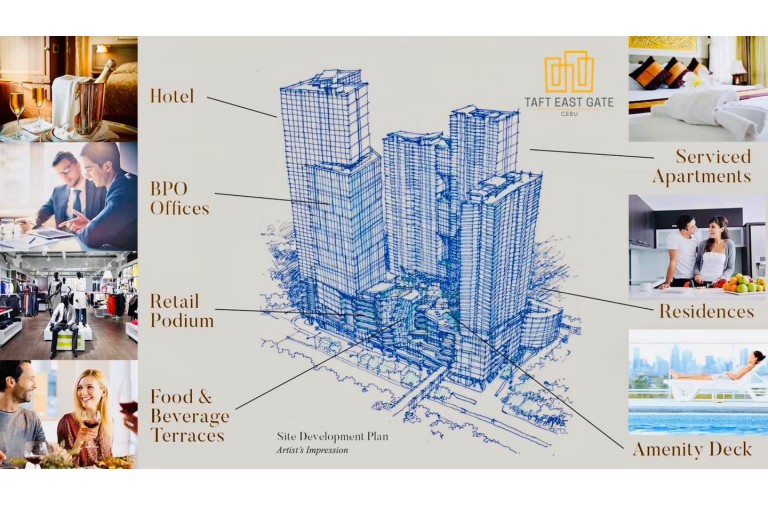 TAFT EAST GATE
CEBU
Hotel
BPO
Offices
Retail
Podium
Food &
Beverage
Terraces
Serviced
Apartments
Residences
Amenity Deck
Site Development Plan
Artist's Impression